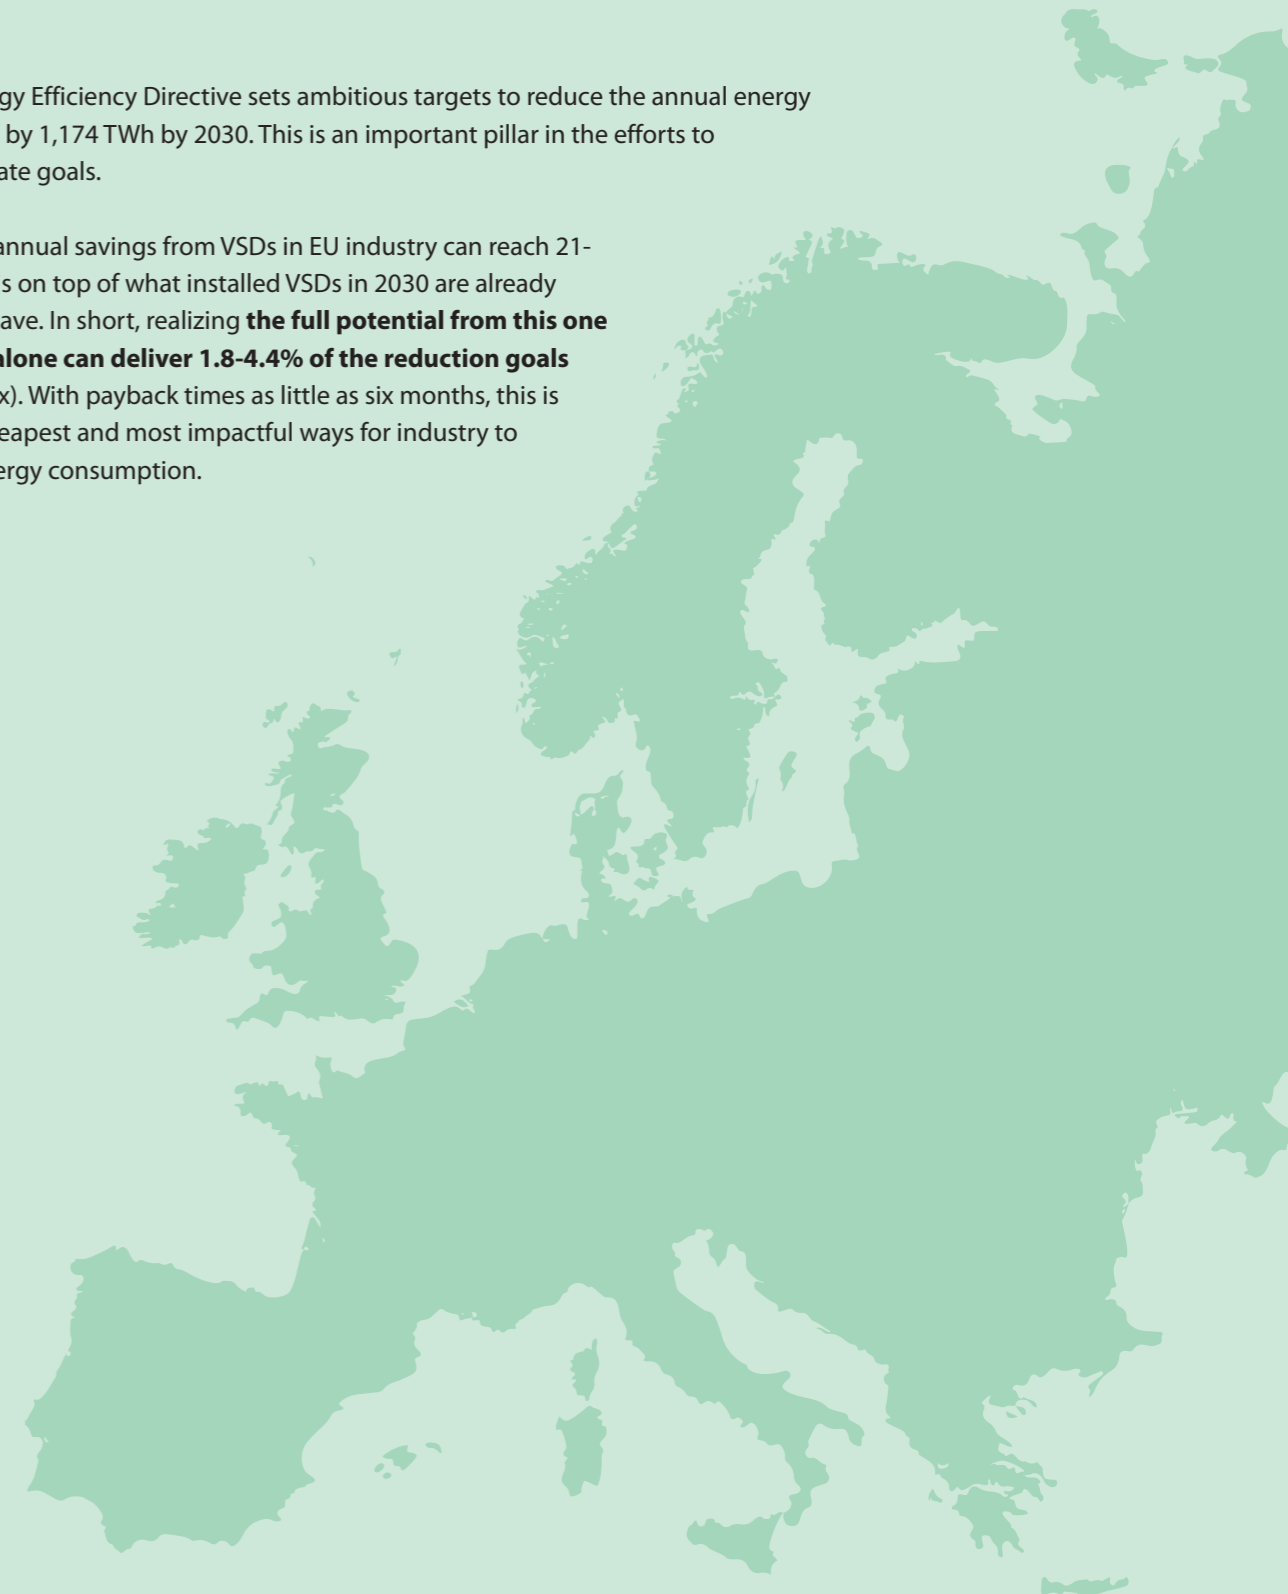 gy Efficiency Directive sets ambitious targets to reduce the annual energy
by 1,174 TWh by 2030. This is an important pillar in the efforts to
ate goals.
annual savings from VSDs in EU industry can reach 21-
s on top of what installed VSDs in 2030 are already
ave. In short, realizing the full potential from this one
alone can deliver 1.8-4.4% of the reduction goals
x). With payback times as little as six months, this is
eapest and most impactful ways for industry to
ergy consumption.